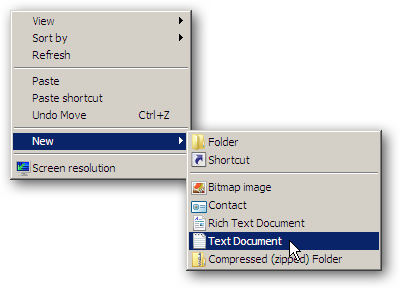 View
Sort by
Refresh
Paste
Paste shortcut
Undo Move Ctrl+Z
New
Screen resolution
Folder
Shortcut
Bitmap image
Contact
Rich Text Document
Text Document
Compressed (zipped) Folder